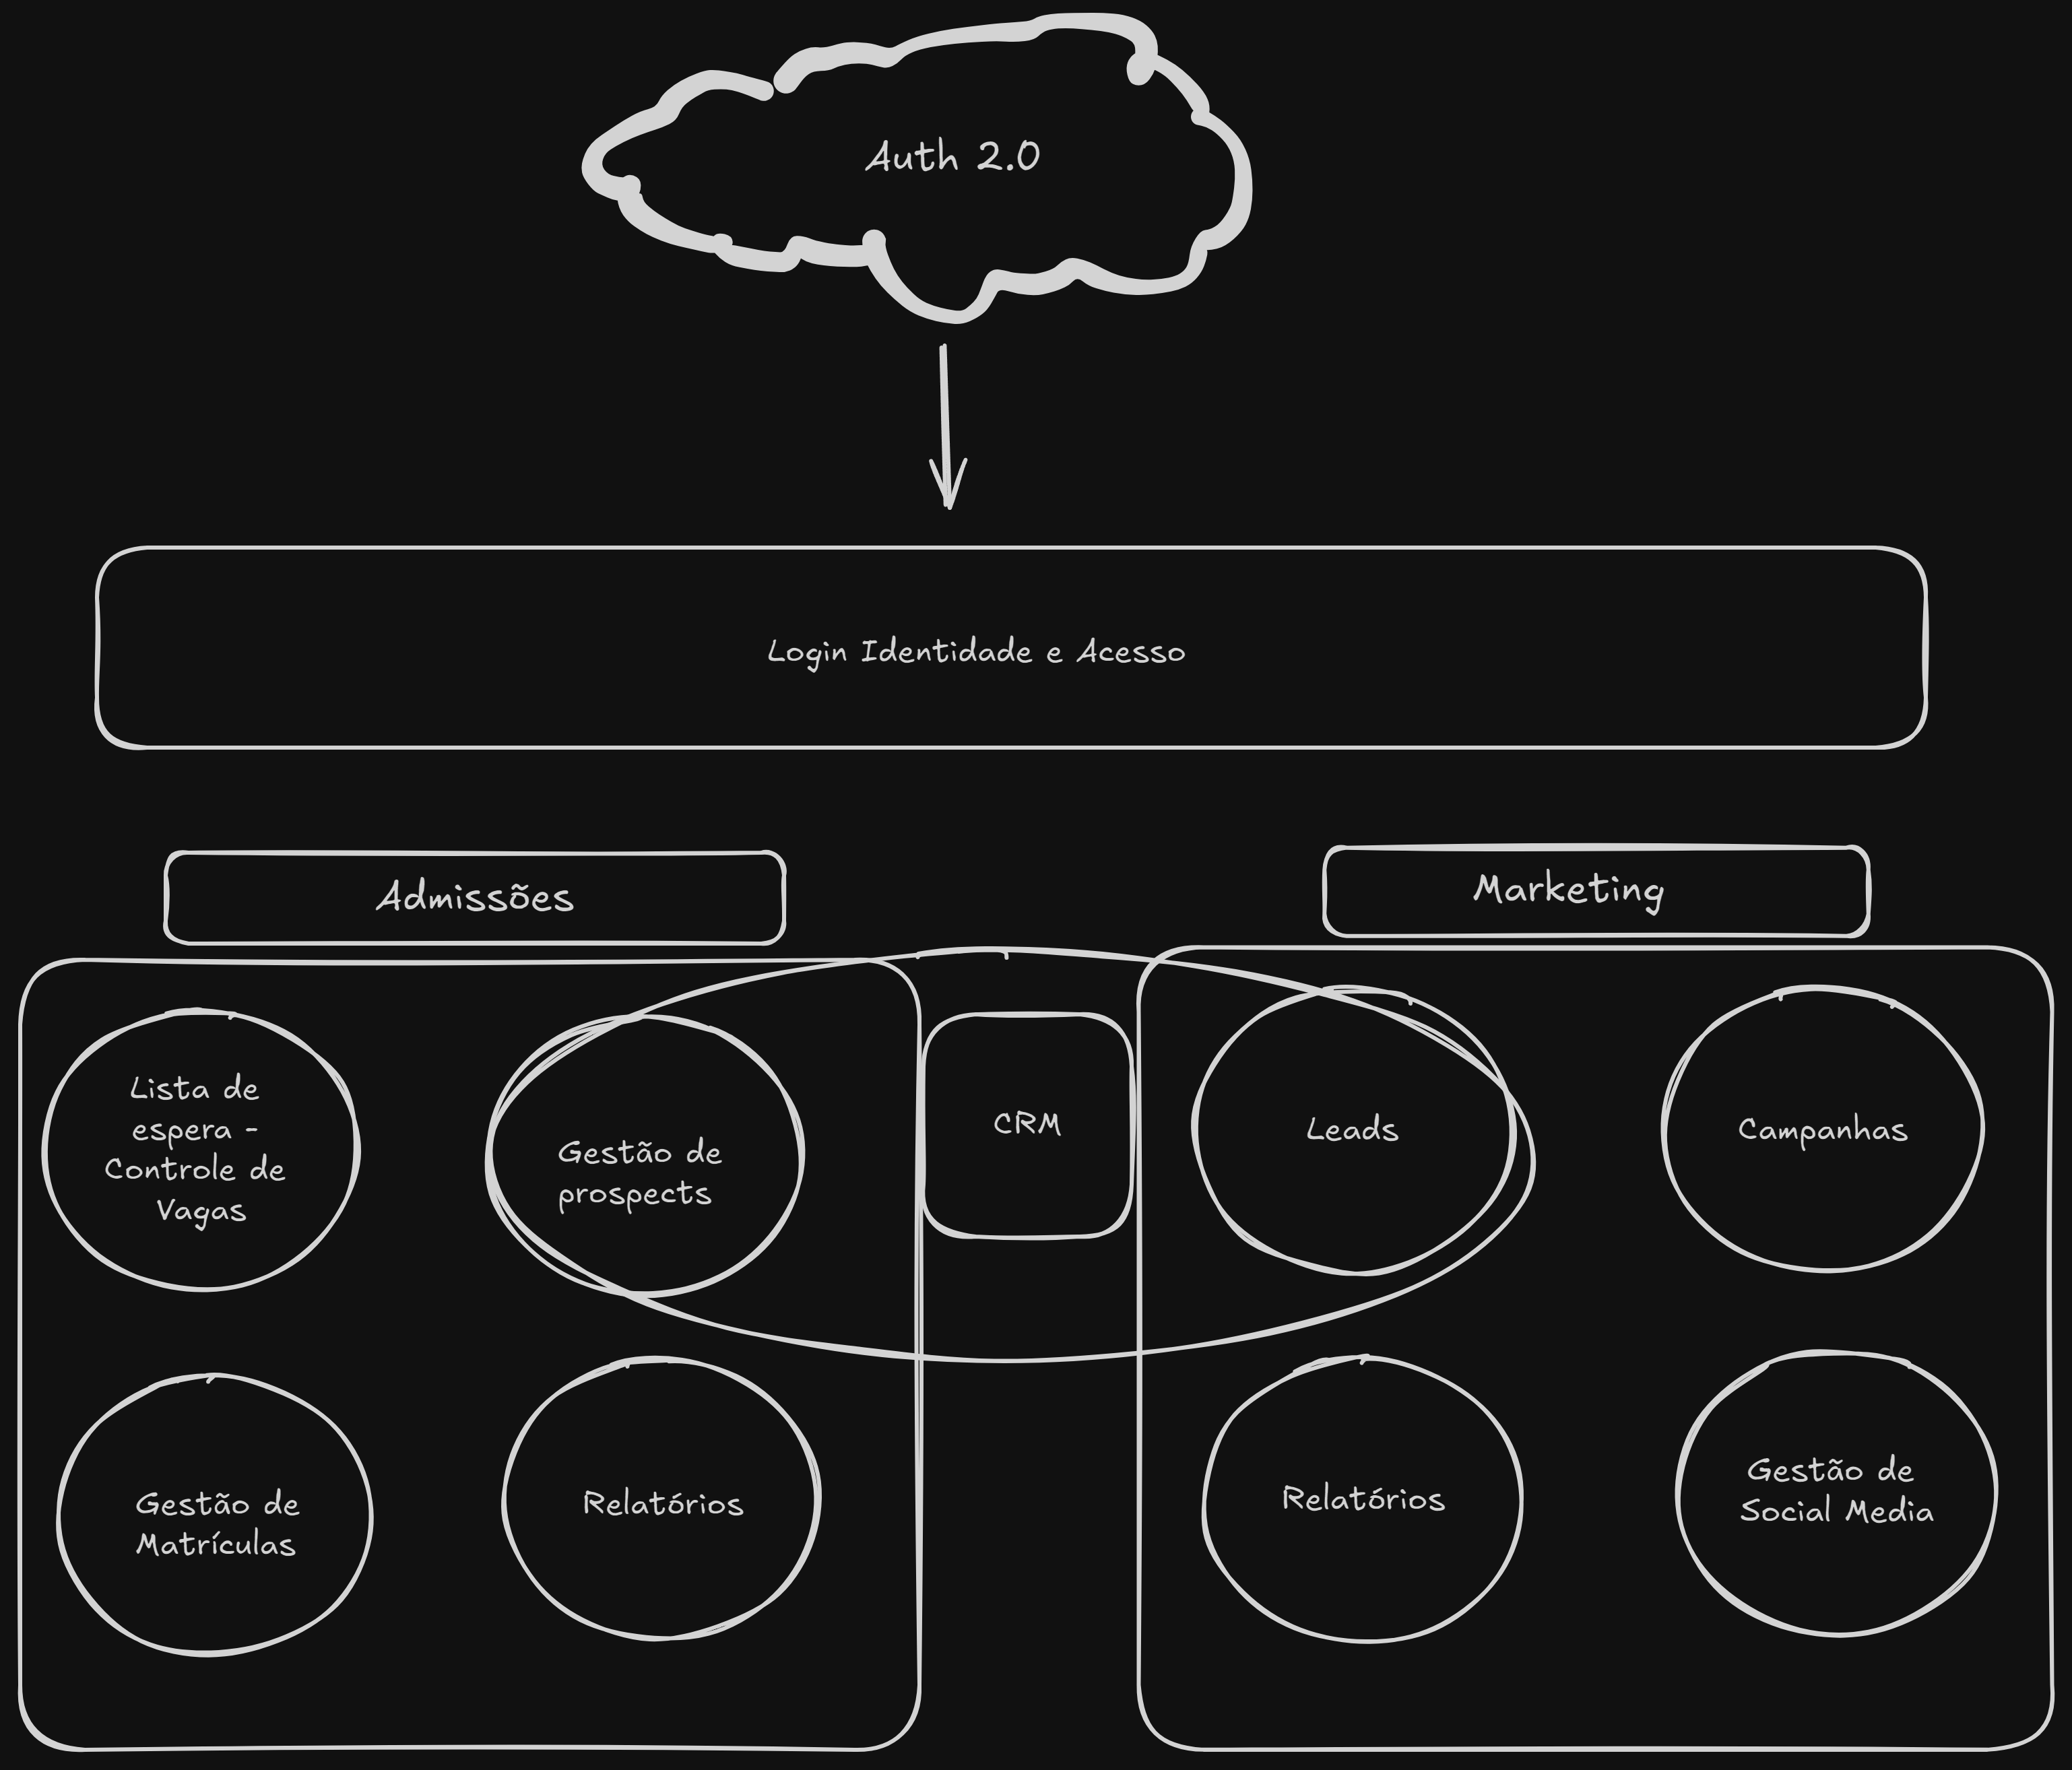 Auth 2.0
Login Identidade e Acesso
Admissões
Marketing
Lista de
espera -
Controle de
Vagas
Gestão de
prospects
CRM
Leads
Campanhas
Gestão de
Matrículas
Relatórios
Relatórios
Gestão de
Social Media